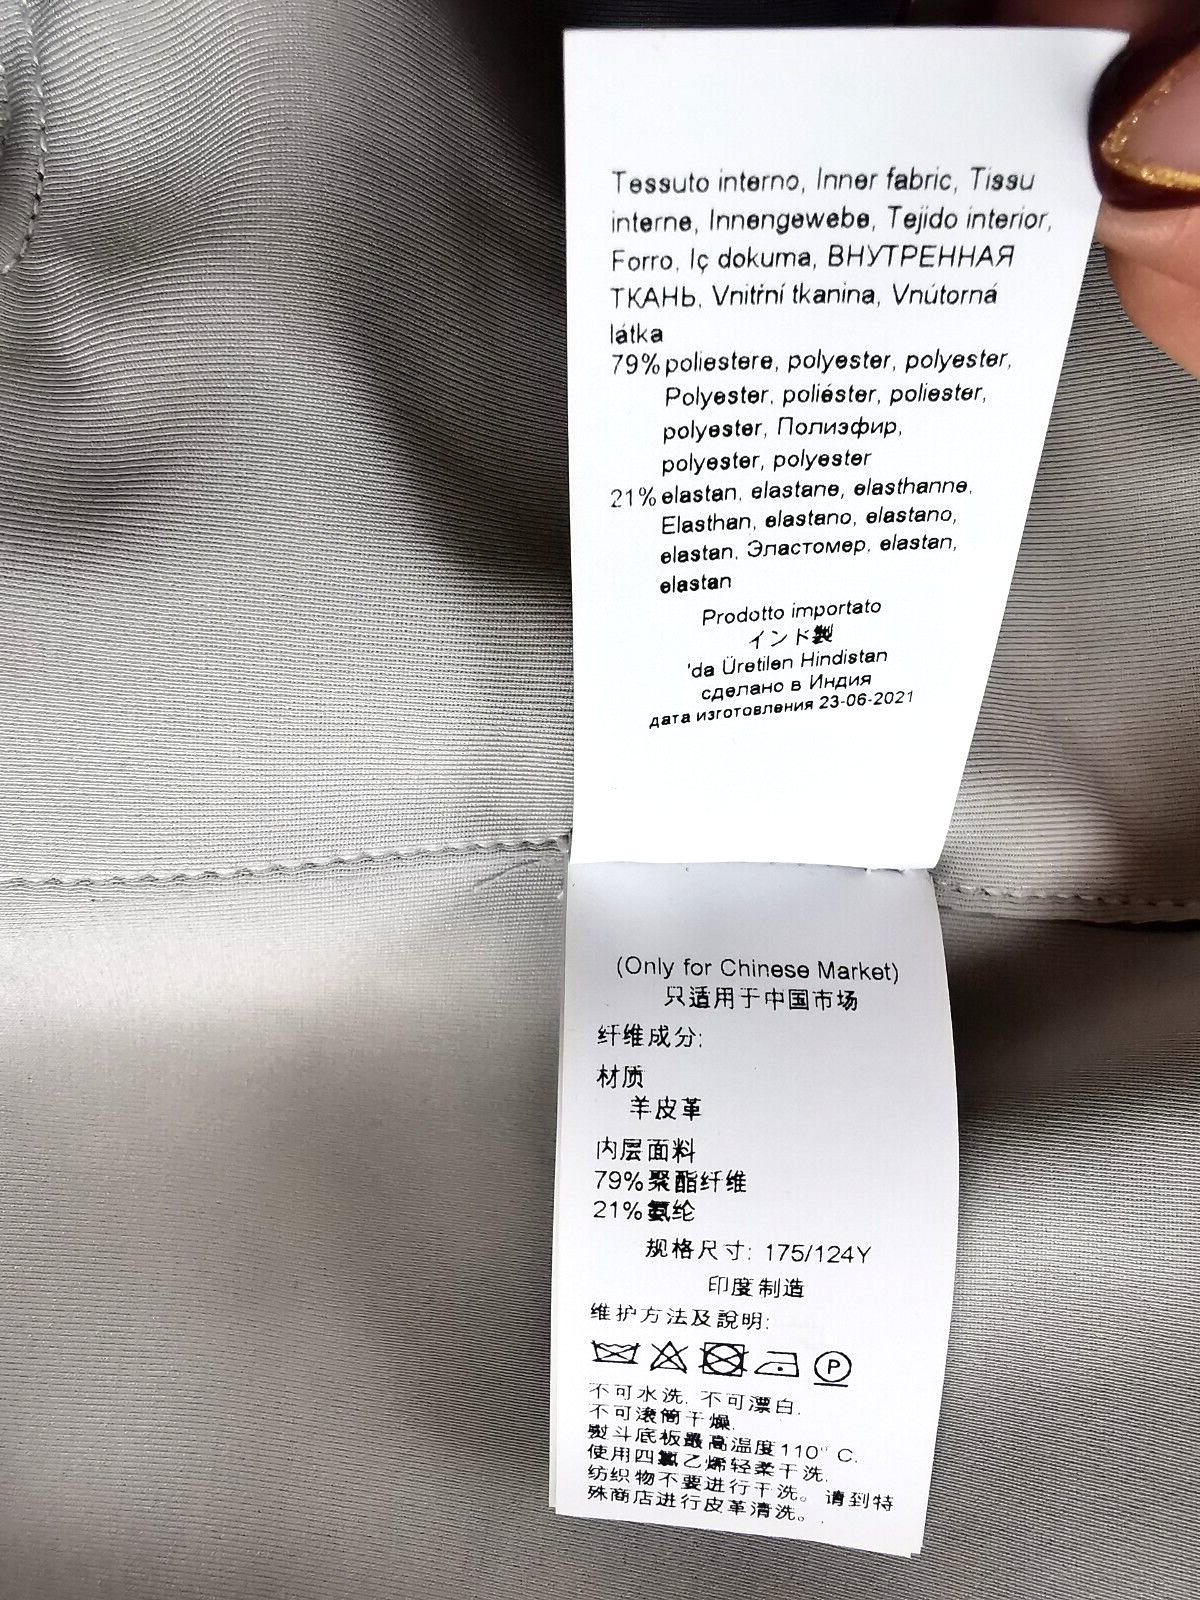 Tessuto interno, Inner fabric, Tissu
interne, Innengewebe, Tejido interior,
Forro, Iç dokuma, ВНУТРЕННАЯ
ТКАНЬ, Vnitřní tkanina, Vnútorná
látka
79% poliestere, polyester, polyester,
Polyester, poliéster, poliester,
polyester, Полиэфир,
polyester, polyester
21% elastan, elastane, elasthanne,
Elasthan, elastano, elastano,
elastan, Эластомер, elastan,
elastan
Prodotto importato
インド製
'da Üretilen Hindistan
сделано в Индия
дата изготовления 23-06-2021
(Only for Chinese Market)
只适用于中国市场
纤维成分:
材质
羊皮革
内层面料
79%聚酯纤维
21%氨纶
规格尺寸: 175/124Y
印度制造
维护方法及說明:
P
不可水洗, 不可漂白,
不可滚筒干燥,
熨斗底板最高温度110° C.
使用四氯乙烯轻柔干洗,
纺织物不要进行干洗。请到特
殊商店进行皮革清洗。